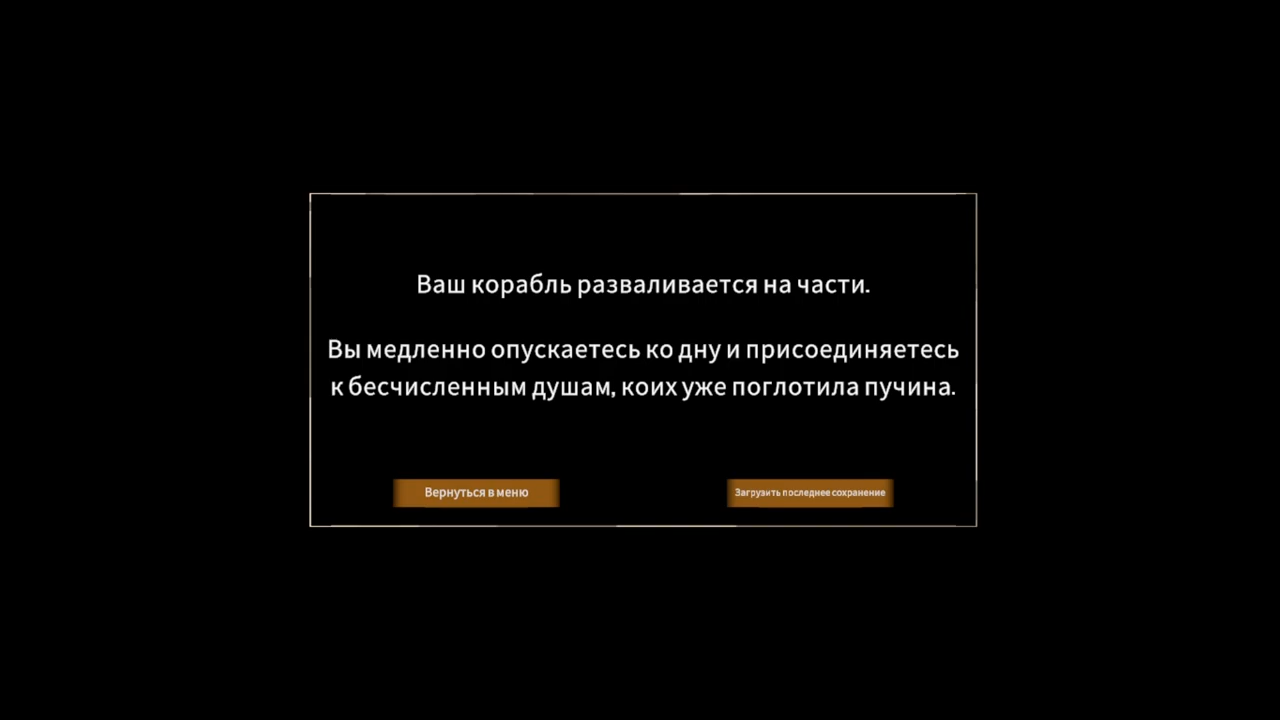 Ваш корабль разваливается на части.
Вы медленно опускаетесь ко дну и присоединяетесь
к бесчисленным душам, коих уже поглотила пучина.
Вернуться в меню
Загрузить последнее сохранение